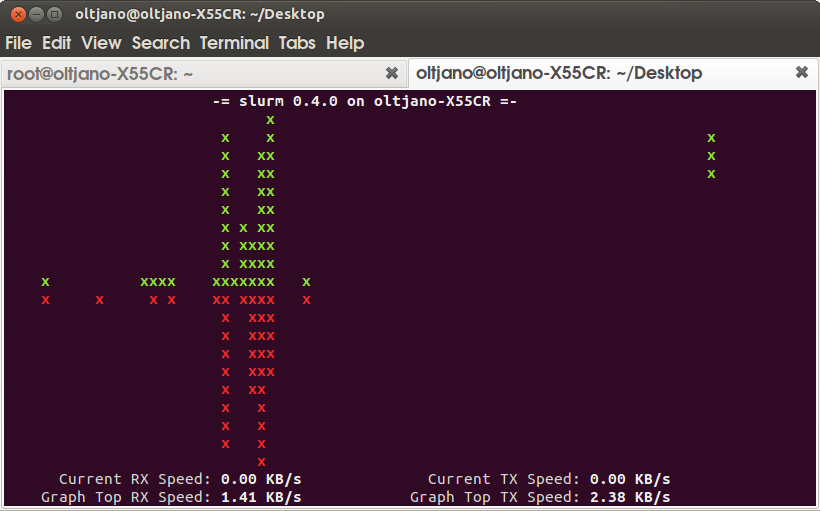 oltjano@oltjano-X55CR: ~/Desktop
File Edit View Search Terminal Tabs Help
root@oltjano-X55CR: ~ oltjano@oltjano-X55CR: ~/Desktop
-= slurm 0.4.0 on oltjano-X55CR =-
x
x x x
x xx x
x xx x
x xx
x xx
x x xx
x xxxx
x xxxx
x xxxx xxxxxxx x
x x x x xx xxxx x
x xxx
x xxx
x xxx
x xxx
x xx
x x
x x
x x
x
Current RX Speed: 0.00 KB/s Current TX Speed: 0.00 KB/s
Graph Top RX Speed: 1.41 KB/s Graph Top TX Speed: 2.38 KB/s